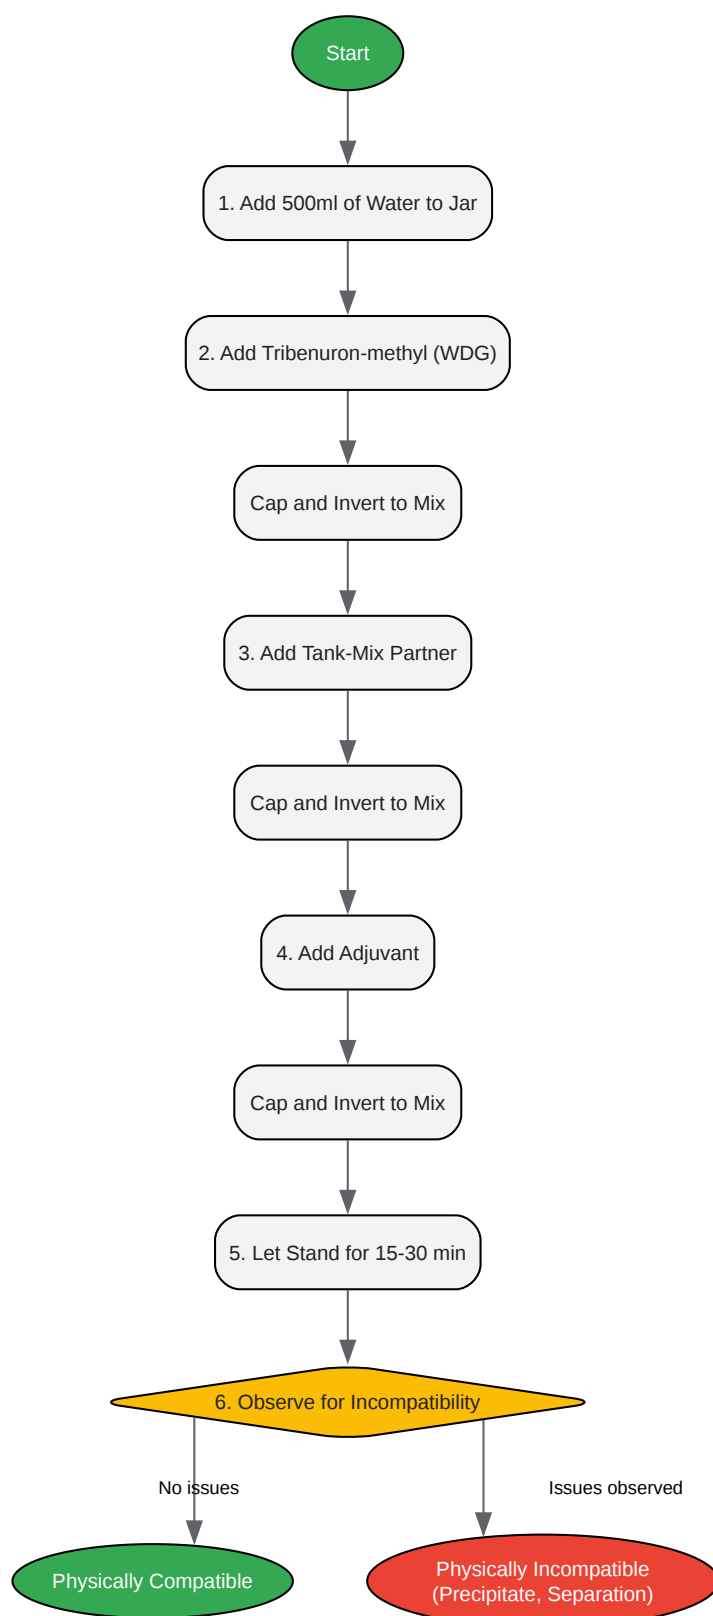 Start
1. Add 500ml of Water to Jar
2. Add Tribenuron-methyl (WDG)
Cap and Invert to Mix
3. Add Tank-Mix Partner
Cap and Invert to Mix
4. Add Adjuvant
Cap and Invert to Mix
5. Let Stand for 15-30 min
6. Observe for Incompatibility
No issues
Issues observed
Physically Compatible
Physically Incompatible
(Precipitate, Separation)